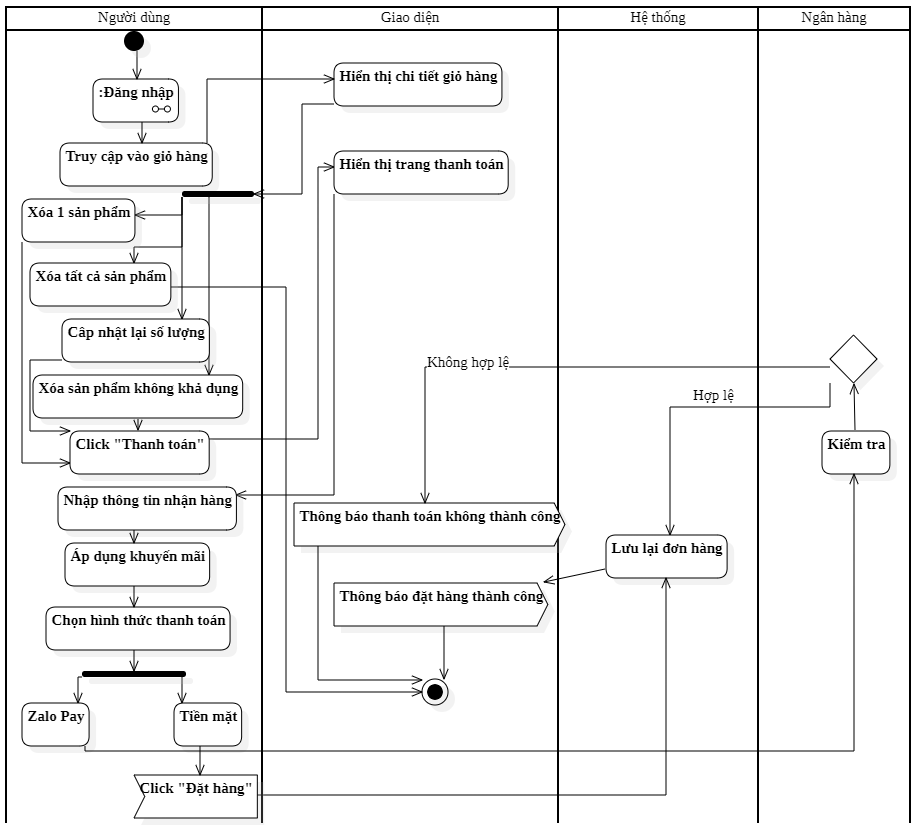 Người dùng
Giao diện
Hệ thống
Ngân hàng
:Đăng nhập
Hiển thị chi tiết giỏ hàng
Truy cập vào giỏ hàng
Hiển thị trang thanh toán
Xóa 1 sản phẩm
Xóa tất cả sản phẩm
Câp nhật lại số lượng
Không hợp lệ
Xóa sản phẩm không khả dụng
Hợp lệ
Click "Thanh toán"
Kiểm tra
Nhập thông tin nhận hàng
Thông báo thanh toán không thành công
Áp dụng khuyến mãi
Lưu lại đơn hàng
Thông báo đặt hàng thành công
Chọn hình thức thanh toán
Zalo Pay
Tiền mặt
Click "Đặt hàng"